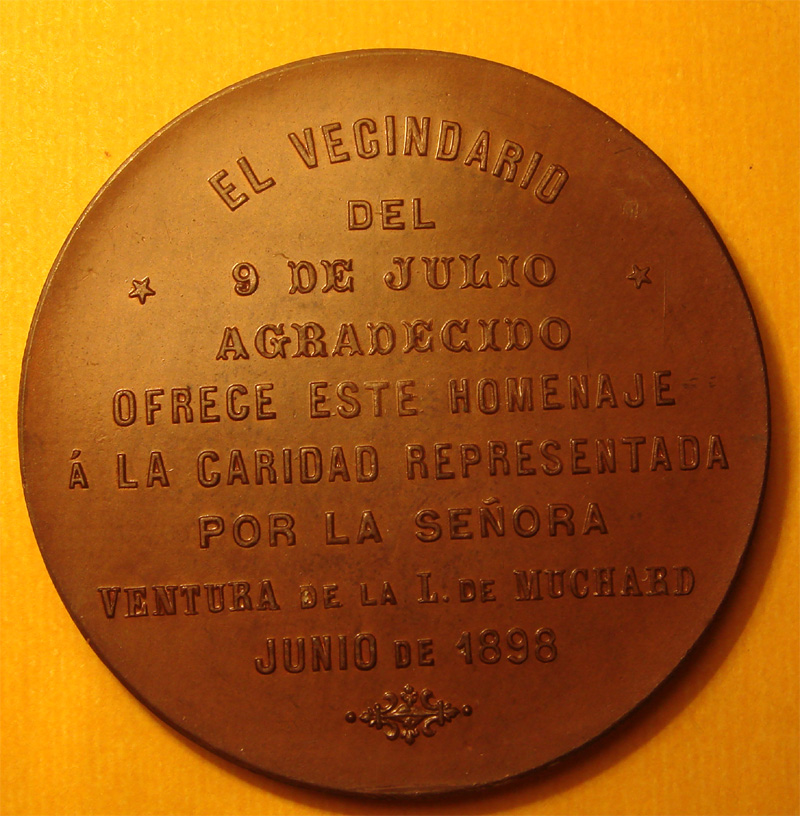 EL VECINDARIO
DEL
9 DE JULIO
AGRADECIDO
OFRECE ESTE HOMENAJE
Á LA CARIDAD REPRESENTADA
POR LA SEÑORA
VENTURA DE LA L. DE MUCHARD
JUNIO DE 1898